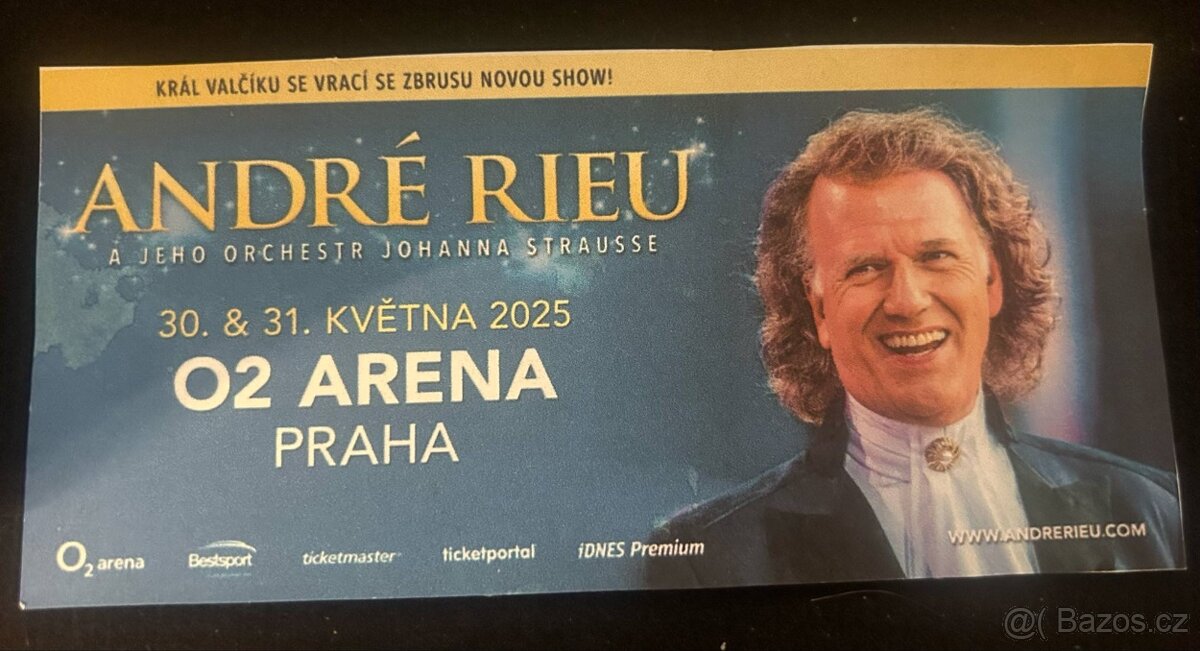 KRÁL VALČÍKU SE VRACÍ SE ZBRUSU NOVOU SHOW!
ANDRÉ RIEU
A JEHO ORCHESTR JOHANNA STRAUSSE
30. & 31. KVĚTNA 2025
O2 ARENA
PRAHA
WWW.ANDRERIEU.COM
O2 arena Bestsport ticketmaster ticketportal iDNES Premium
@( Bazos.cz